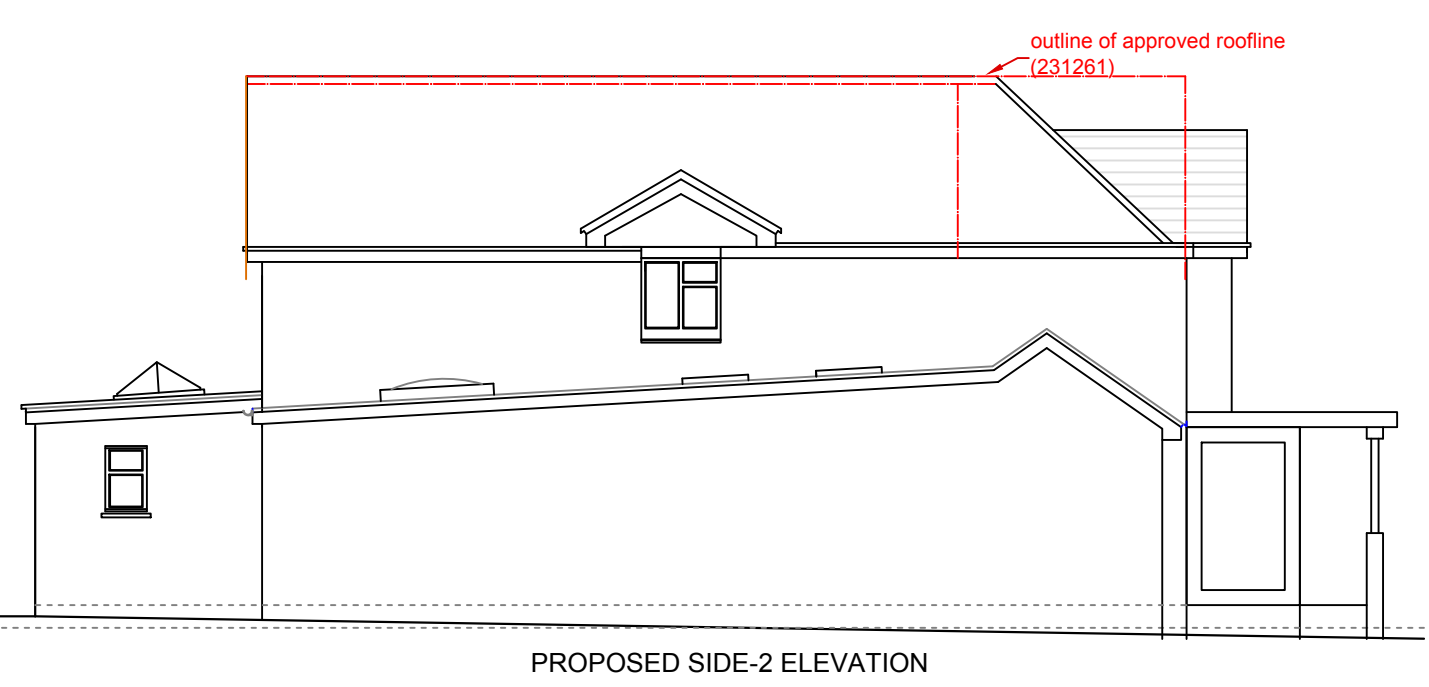 outline of approved roofline
(231261)
PROPOSED SIDE-2 ELEVATION